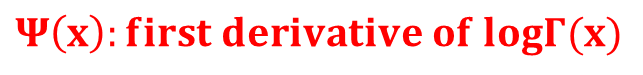 Ψ(x): first derivative of logΓ(x)